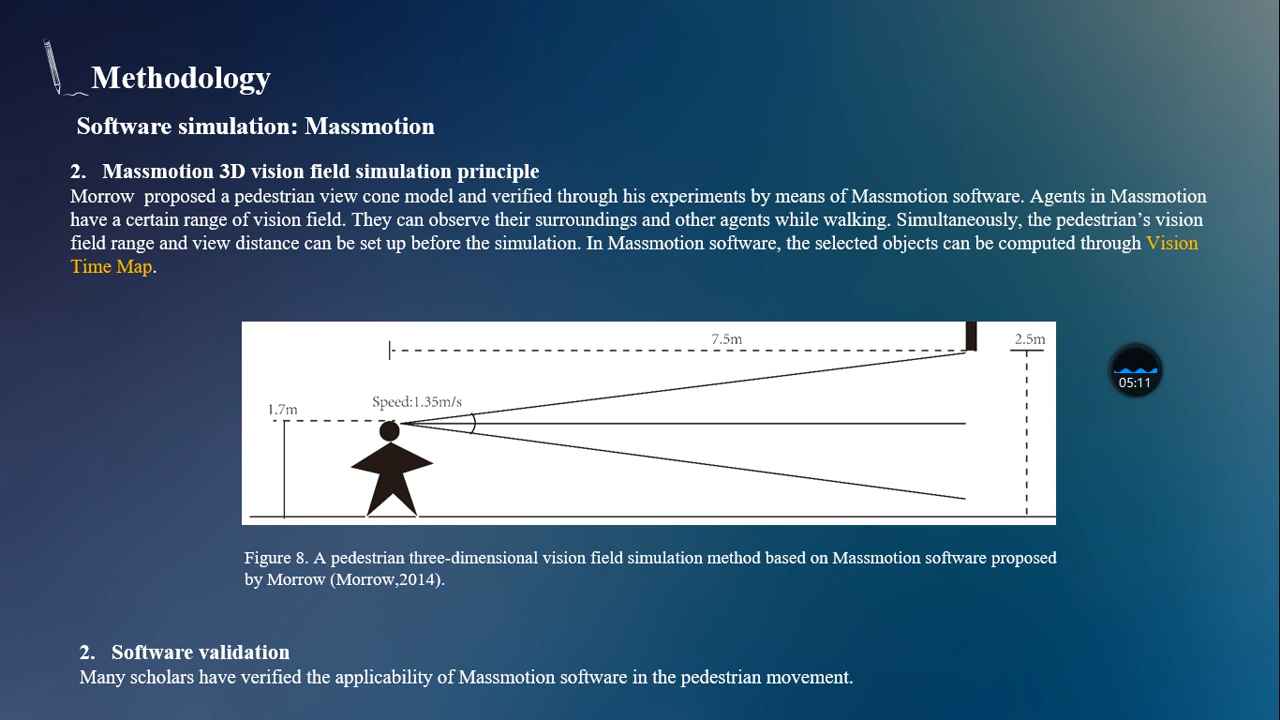 Methodology
Software simulation: Massmotion
2. Massmotion 3D vision field simulation principle
Morrow proposed a pedestrian view cone model and verified through his experiments by means of Massmotion software. Agents in Massmotion
have a certain range of vision field. They can observe their surroundings and other agents while walking. Simultaneously, the pedestrian’s vision
field range and view distance can be set up before the simulation. In Massmotion software, the selected objects can be computed through Vision
Time Map.
7.5m
2.5m
Speed:1.35m/s
1.7m
05:11
Figure 8. A pedestrian three-dimensional vision field simulation method based on Massmotion software proposed
by Morrow (Morrow,2014).
2. Software validation
Many scholars have verified the applicability of Massmotion software in the pedestrian movement.